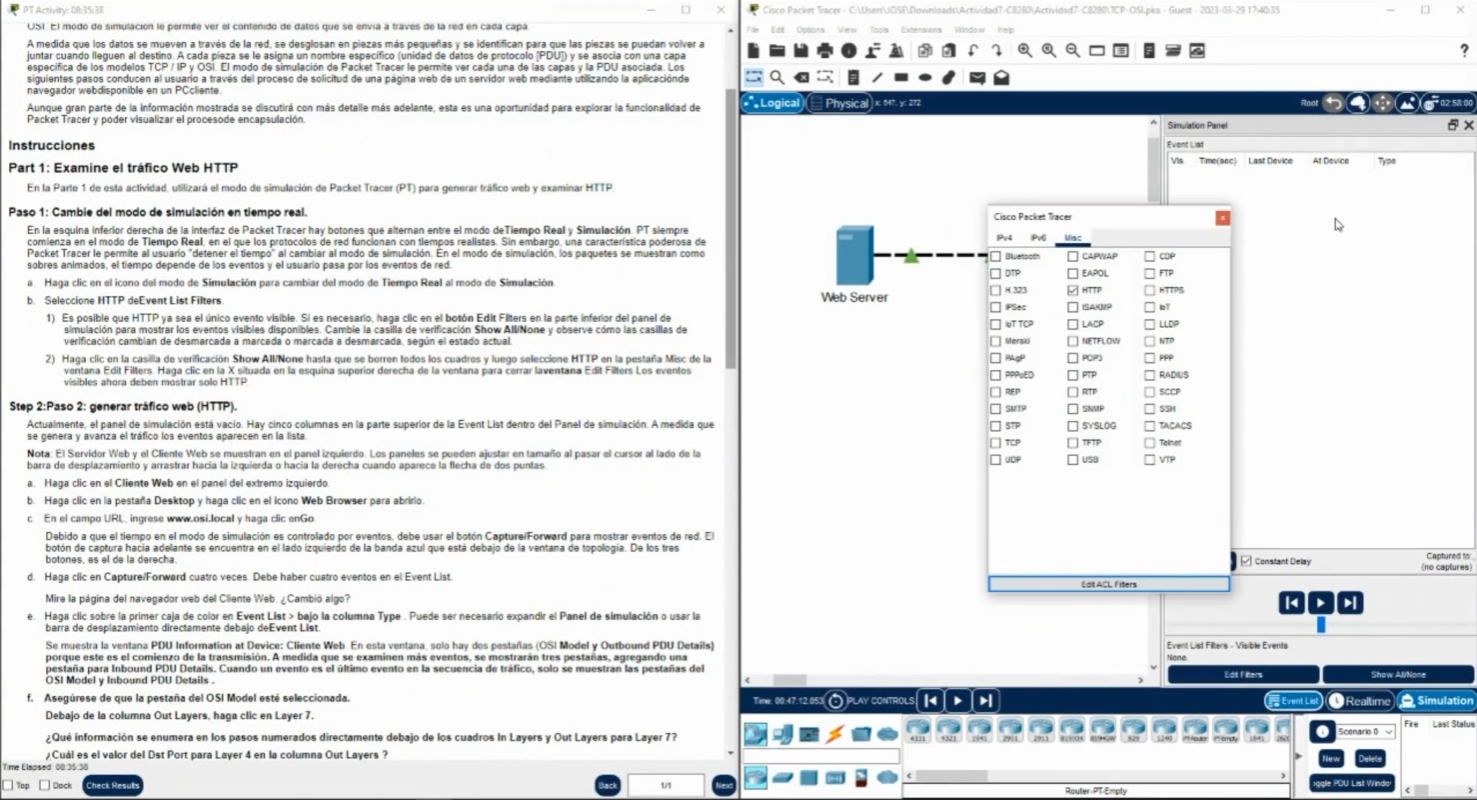 PT Activity: 08:35:38
OSI. El modo de simulación le permite ver el contenido de datos que se envía a través de la red en cada capa.
A medida que los datos se mueven a través de la red, se desglosan en piezas más pequeñas y se identifican para que las piezas se puedan volver a
juntar cuando lleguen al destino. A cada pieza se le asigna un nombre específico (unidad de datos de protocolo [PDU]) y se asocia con una capa
específica de los modelos TCP / IP y OSI. El modo de simulación de Packet Tracer le permite ver cada una de las capas y la PDU asociada. Los
siguientes pasos conducen al usuario a través del proceso de solicitud de una página web de un servidor web mediante utilizando la aplicaciónde
navegador webdisponible en un PCcliente.
Aunque gran parte de la información mostrada se discutirá con más detalle más adelante, esta es una oportunidad para explorar la funcionalidad de
Packet Tracer y poder visualizar el procesode encapsulación.
Instrucciones
Part 1: Examine el tráfico Web HTTP
En la Parte 1 de esta actividad, utilizará el modo de simulación de Packet Tracer (PT) para generar tráfico web y examinar HTTP.
Paso 1: Cambie del modo de simulación en tiempo real.
En la esquina inferior derecha de la interfaz de Packet Tracer hay botones que alternan entre el modo deTiempo Real y Simulación. PT siempre
comienza en el modo de Tiempo Real, en el que los protocolos de red funcionan con tiempos realistas. Sin embargo, una característica poderosa de
Packet Tracer le permite al usuario "detener el tiempo" al cambiar al modo de simulación. En el modo de simulación, los paquetes se muestran como
sobres animados, el tiempo depende de los eventos y el usuario pasa por los eventos de red.
a. Haga clic en el icono del modo de Simulación para cambiar del modo de Tiempo Real al modo de Simulación.
b. Seleccione HTTP deEvent List Filters.
1) Es posible que HTTP ya sea el único evento visible. Si es necesario, haga clic en el botón Edit Filters en la parte inferior del panel de
simulación para mostrar los eventos visibles disponibles. Cambie la casilla de verificación Show All/None y observe cómo las casillas de
verificación cambian de desmarcada a marcada o marcada a desmarcada, según el estado actual.
2) Haga clic en la casilla de verificación Show All/None hasta que se borren todos los cuadros y luego seleccione HTTP en la pestaña Misc de la
ventana Edit Filters. Haga clic en la X situada en la esquina superior derecha de la ventana para cerrar laventana Edit Filters Los eventos
visibles ahora deben mostrar solo HTTP.
Step 2:Paso 2: generar tráfico web (HTTP).
Actualmente, el panel de simulación está vacío. Hay cinco columnas en la parte superior de la Event List dentro del Panel de simulación. A medida que
se genera y avanza el tráfico los eventos aparecen en la lista.
Nota: El Servidor Web y el Cliente Web se muestran en el panel izquierdo. Los paneles se pueden ajustar en tamaño al pasar el cursor al lado de la
barra de desplazamiento y arrastrar hacia la izquierda o hacia la derecha cuando aparece la flecha de dos puntas.
a. Haga clic en el Cliente Web en el panel del extremo izquierdo.
b. Haga clic en la pestaña Desktop y haga clic en el icono Web Browser para abrirlo.
c. En el campo URL, ingrese www.osi.local y haga clic enGo.
Debido a que el tiempo en el modo de simulación es controlado por eventos, debe usar el botón Capture/Forward para mostrar eventos de red. El
botón de captura hacia adelante se encuentra en el lado izquierdo de la banda azul que está debajo de la ventana de topología. De los tres
botones, es el de la derecha.
d. Haga clic en Capture/Forward cuatro veces. Debe haber cuatro eventos en el Event List.
Mire la página del navegador web del Cliente Web. ¿Cambió algo?
e. Haga clic sobre la primer caja de color en Event List > bajo la columna Type . Puede ser necesario expandir el Panel de simulación o usar la
barra de desplazamiento directamente debajo deEvent List.
Se muestra la ventana PDU Information at Device: Cliente Web. En esta ventana, solo hay dos pestañas (OSI Model y Outbound PDU Details)
porque este es el comienzo de la transmisión. A medida que se examinen más eventos, se mostrarán tres pestañas, agregando una
pestaña para Inbound PDU Details. Cuando un evento es el último evento en la secuencia de tráfico, solo se muestran las pestañas del
OSI Model y Inbound PDU Details .
f. Asegúrese de que la pestaña del OSI Model esté seleccionada.
Debajo de la columna Out Layers, haga clic en Layer 7.
¿Qué información se enumera en los pasos numerados directamente debajo de los cuadros In Layers y Out Layers para Layer 7?
¿Cuál es el valor del Dst Port para Layer 4 en la columna Out Layers ?
Time Elapsed: 08:35:38
Top Dock Check Results Back 1/1 Next
Cisco Packet Tracer - C:\Users\JOSE\Downloads\Actividad7-C8280\Actividsd7-C8280\TCP-OSI.pka - Guest - 2023-03-29 17:40:35
File Edit Options View Tools Extensions Window Help
Logical Physical x: 647, y: 272 Root 02:58:00
Simulation Panel
Event List
Vis. Time(sec) Last Device At Device Type
Web Server
Cisco Packet Tracer
IPv4 IPv6 Misc
Bluetooth CAPWAP CDP
DTP EAPOL FTP
H.323 HTTP HTTPS
IPSec ISAKMP IoT
IoT TCP LACP LLDP
Meraki NETFLOW NTP
PAgP POP3 PPP
PPPoED PTP RADIUS
REP RTP SCCP
SMTP SNMP SSH
STP SYSLOG TACACS
TCP TFTP Telnet
UDP USB VTP
Edit ACL Filters
Constant Delay Captured to:
(no captures)
Event List Filters - Visible Events
None
Edit Filters Show All/None
Time: 00:47:12.053 PLAY CONTROLS: Event List Realtime Simulation
4331 4321 1941 2901 2911 819IOX 819HGW 829 1240 PT-Router PT-Empty 1841
Router-PT-Empty
Scenario 0
New Delete
oggle PDU List Windo
Fire Last Status